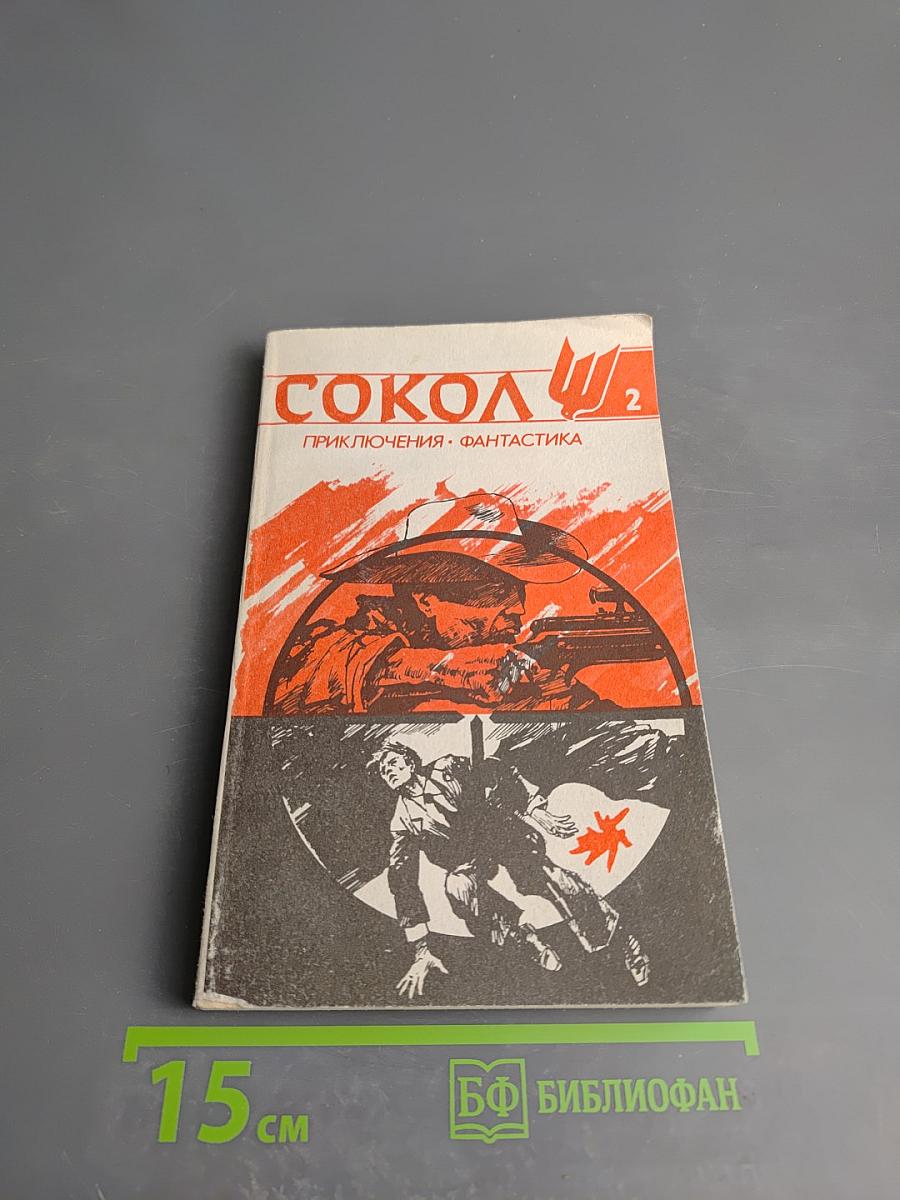 СОКОЛ
2
ПРИКЛЮЧЕНИЯ • ФАНТАСТИКА
15 см
БФ БИБЛИОФАН